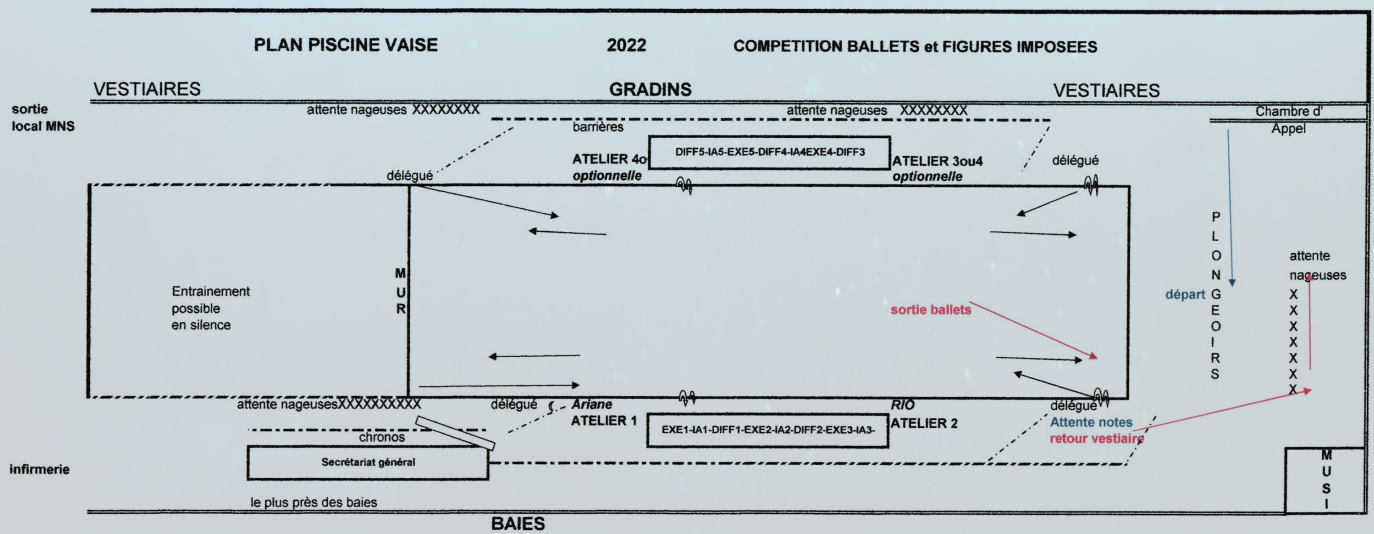 PLAN PISCINE VAISE 2022 COMPETITION BALLETS et FIGURES IMPOSEES
VESTIAIRES GRADINS VESTIAIRES
sortie
local MNS
attente nageuses XXXXXXXX
attente nageuses XXXXXXXX
Chambre d'
Appel
barrières
DIFF5-IA5-EXE5-DIFF4-IA4EXE4-DIFF3
ATELIER 4o
optionnelle
ATELIER 3ou4
optionnelle
délégué
délégué
MUR
Entrainement
possible
en silence
PLONGEOIRS
départ
attente
nageuses
X
X
X
X
X
X
X
sortie ballets
attente nageusesXXXXXXXXXX
délégué
Ariane
ATELIER 1
EXE1-IA1-DIFF1-EXE2-IA2-DIFF2-EXE3-IA3-
RIO
ATELIER 2
délégué
Attente notes
retour vestiaire
chronos
Secrétariat général
infirmerie
MUSI
le plus près des baies
BAIES